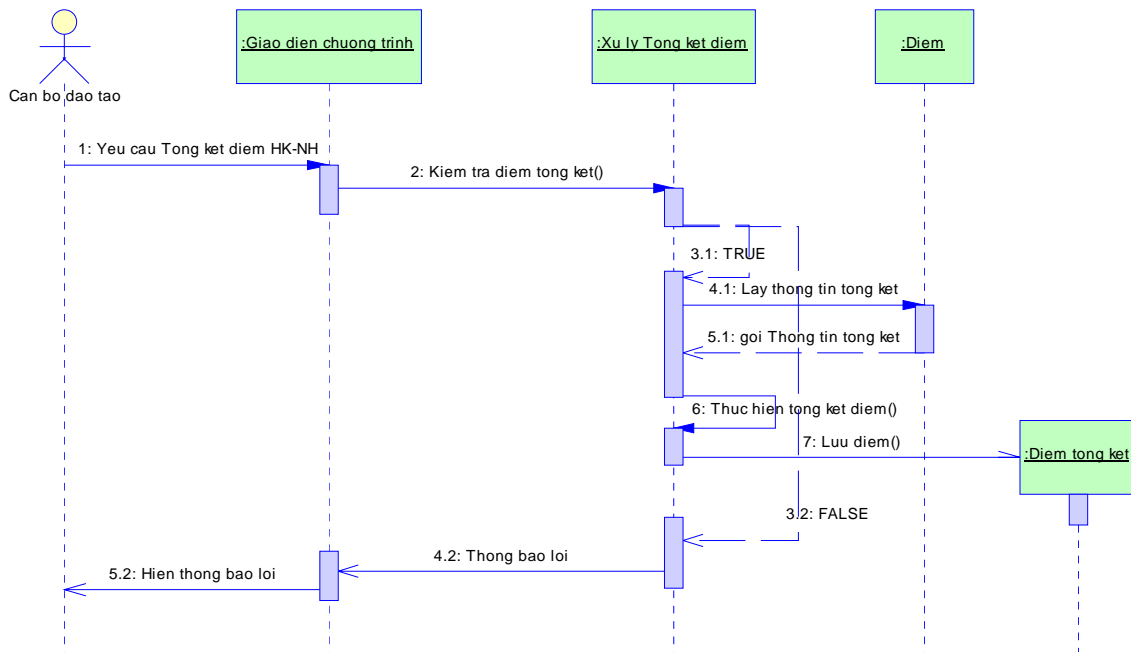 :Giao dien chuong trinh
:Xu ly Tong ket diem
:Diem
Can bo dao tao
1: Yeu cau Tong ket diem HK-NH
2: Kiem tra diem tong ket()
3.1: TRUE
4.1: Lay thong tin tong ket
5.1: goi Thong tin tong ket
6: Thuc hien tong ket diem()
7: Luu diem()
:Diem tong ket
3.2: FALSE
4.2: Thong bao loi
5.2: Hien thong bao loi